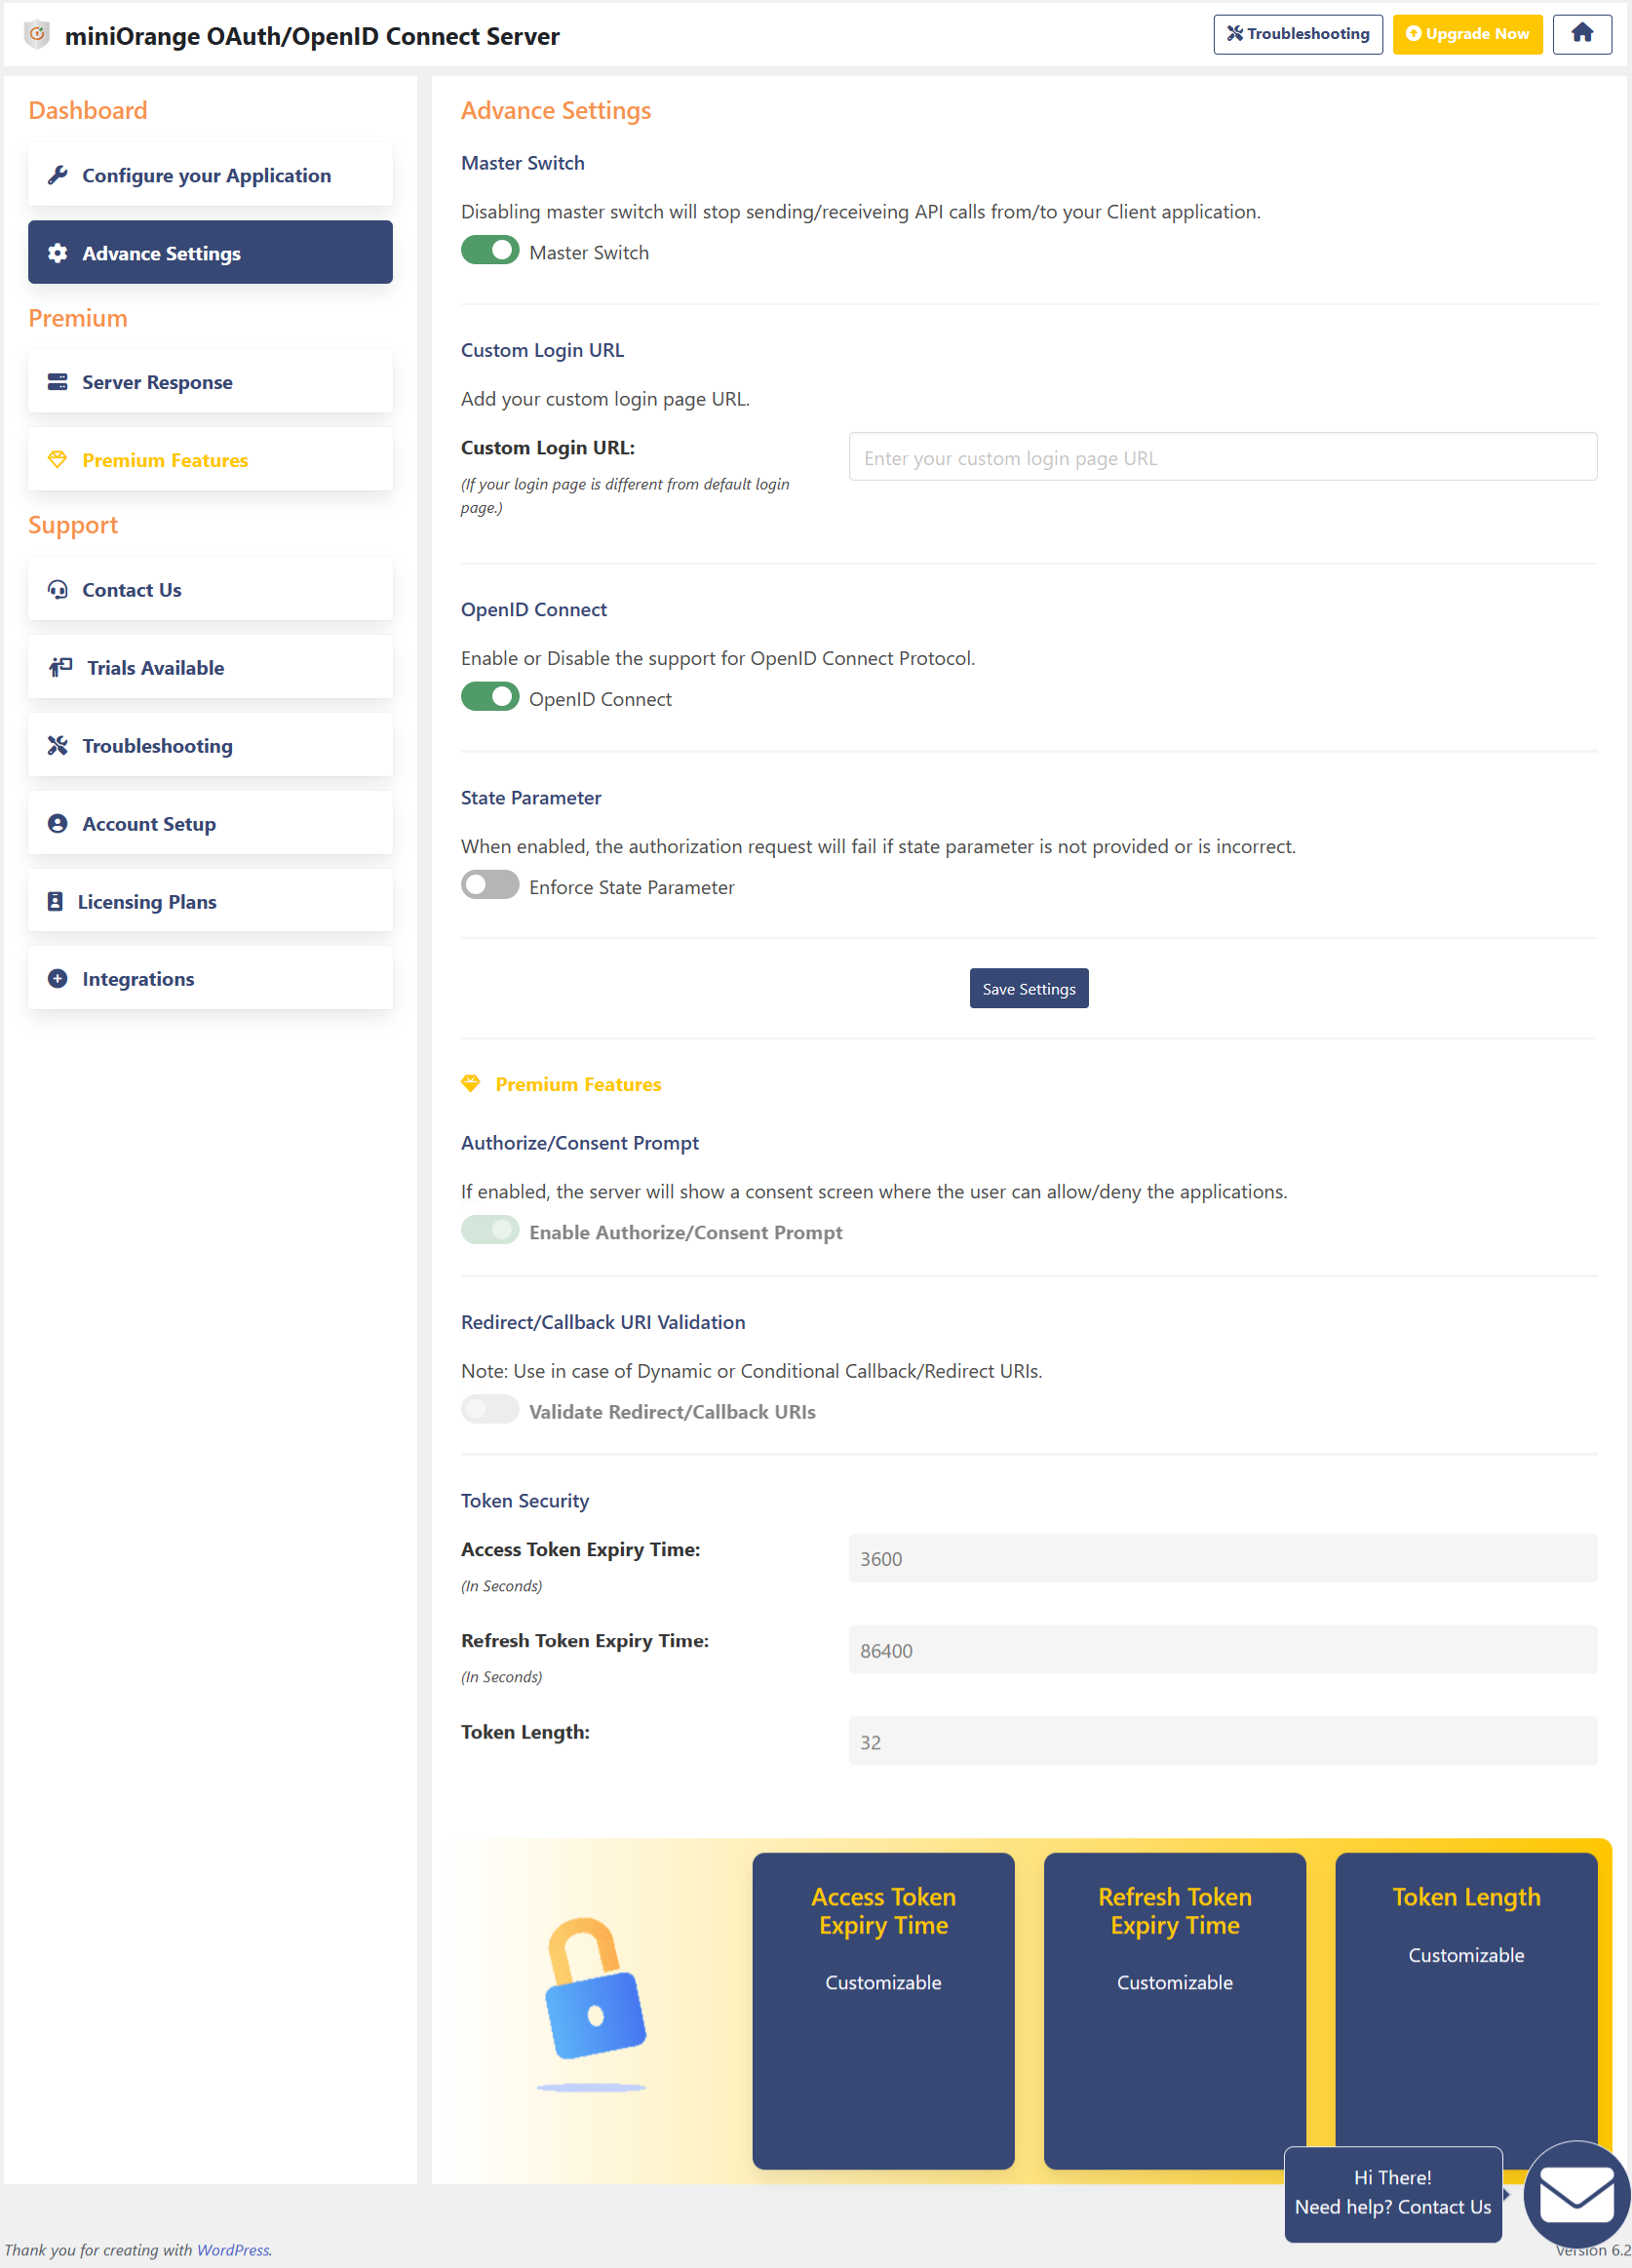 miniOrange OAuth/OpenID Connect Server
Troubleshooting
Upgrade Now
Dashboard
Configure your Application
Advance Settings
Premium
Server Response
Premium Features
Support
Contact Us
Trials Available
Troubleshooting
Account Setup
Licensing Plans
Integrations
Advance Settings
Master Switch
Disabling master switch will stop sending/receiveing API calls from/to your Client application.
Master Switch
Custom Login URL
Add your custom login page URL.
Custom Login URL:
Enter your custom login page URL
(If your login page is different from default login
page.)
OpenID Connect
Enable or Disable the support for OpenID Connect Protocol.
OpenID Connect
State Parameter
When enabled, the authorization request will fail if state parameter is not provided or is incorrect.
Enforce State Parameter
Save Settings
Premium Features
Authorize/Consent Prompt
If enabled, the server will show a consent screen where the user can allow/deny the applications.
Enable Authorize/Consent Prompt
Redirect/Callback URI Validation
Note: Use in case of Dynamic or Conditional Callback/Redirect URIs.
Validate Redirect/Callback URIs
Token Security
Access Token Expiry Time:
3600
(In Seconds)
Refresh Token Expiry Time:
86400
(In Seconds)
Token Length:
32
Access Token
Expiry Time
Customizable
Refresh Token
Expiry Time
Customizable
Token Length
Customizable
Hi There!
Need help? Contact Us
Thank you for creating with WordPress.
Version 6.2